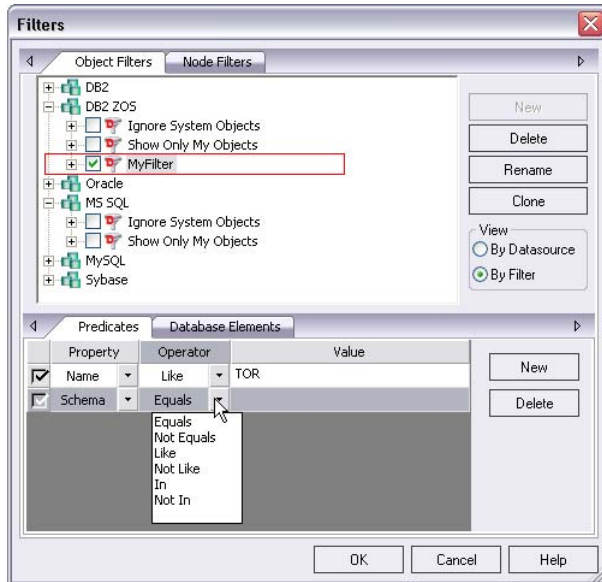 Filters
Object Filters Node Filters
DB2
DB2 ZOS
Ignore System Objects
Show Only My Objects
MyFilter
Oracle
MS SQL
Ignore System Objects
Show Only My Objects
MySQL
Sybase
New
Delete
Rename
Clone
View
By Datasource
By Filter
Predicates Database Elements
Property Operator Value
Name Like TOR
Schema Equals
Equals
Not Equals
Like
Not Like
In
Not In
New
Delete
OK Cancel Help